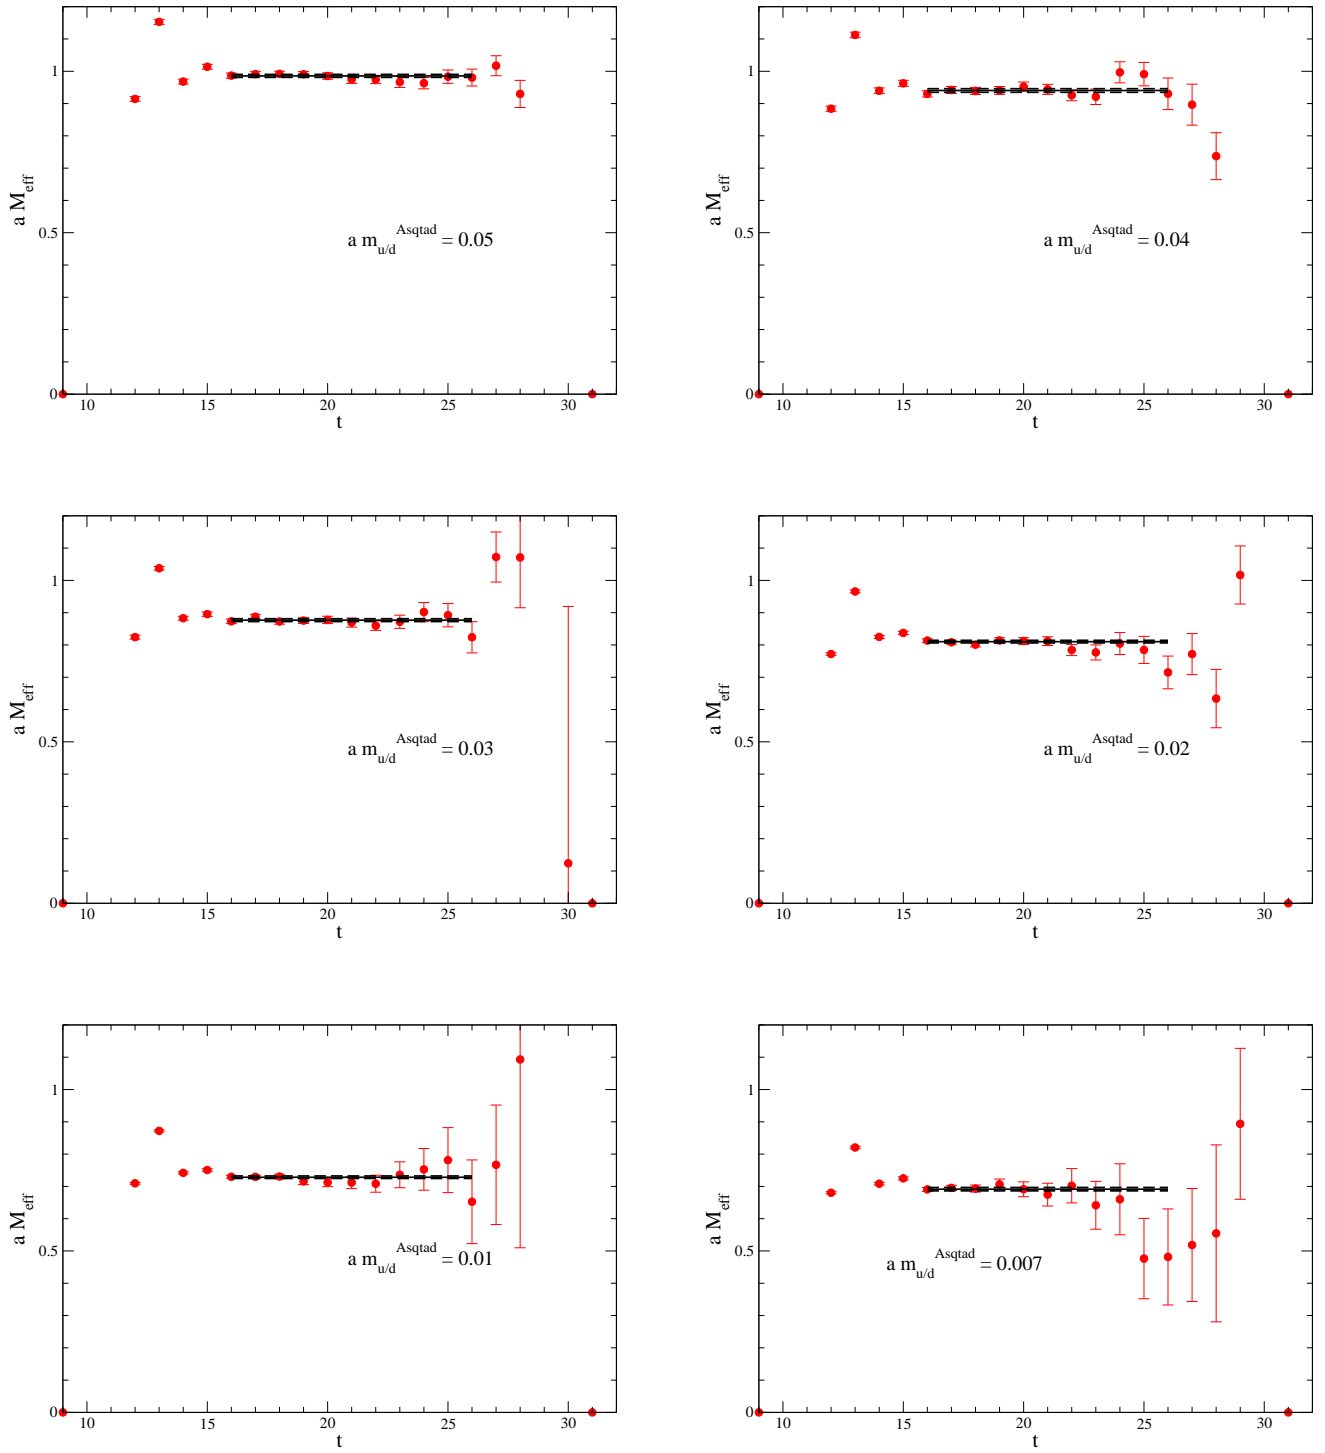 1
0.5
0
a M_eff
a m_u/d^Asqtad = 0.05
10 15 20 25 30
t
1
0.5
0
a M_eff
a m_u/d^Asqtad = 0.04
10 15 20 25 30
t
1
0.5
0
a M_eff
a m_u/d^Asqtad = 0.03
10 15 20 25 30
t
1
0.5
0
a M_eff
a m_u/d^Asqtad = 0.02
10 15 20 25 30
t
1
0.5
0
a M_eff
a m_u/d^Asqtad = 0.01
10 15 20 25 30
t
1
0.5
0
a M_eff
a m_u/d^Asqtad = 0.007
10 15 20 25 30
t